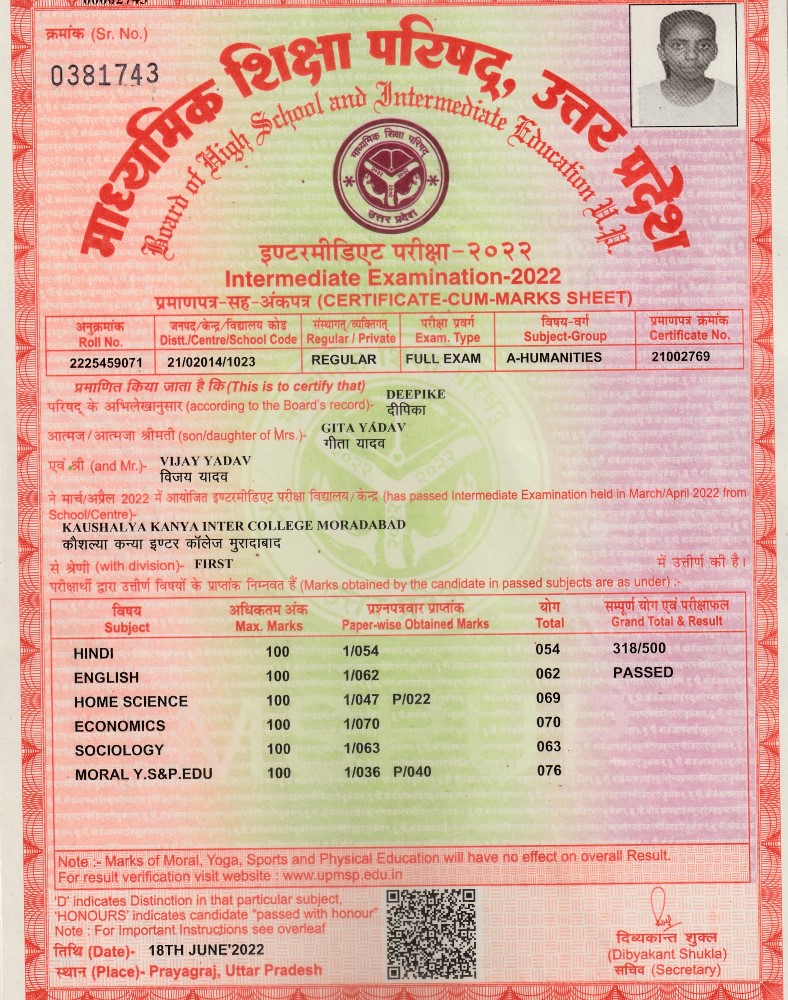 क्रमांक (Sr. No.)
0381743
माध्यमिक शिक्षा परिषद्, उत्तर प्रदेश
Board of High School and Intermediate Education U.P.
माध्यमिक शिक्षा परिषद
उत्तर प्रदेश
इण्टरमीडिएट परीक्षा-२०२२
Intermediate Examination-2022
प्रमाणपत्र-सह-अंकपत्र (CERTIFICATE-CUM-MARKS SHEET)
अनुक्रमांक जनपद/केन्द्र/विद्यालय कोड संस्थागत्/व्यक्तिगत् परीक्षा प्रवर्ग विषय-वर्ग प्रमाणपत्र क्रमांक
Roll No. Distt./Centre/School Code Regular / Private Exam. Type Subject-Group Certificate No.
2225459071 21/02014/1023 REGULAR FULL EXAM A-HUMANITIES 21002769
प्रमाणित किया जाता है कि (This is to certify that)
DEEPIKE
परिषद् के अभिलेखानुसार (according to the Board's record)- दीपिका
GITA YADAV
आत्मज/आत्मजा श्रीमती (son/daughter of Mrs.)- गीता यादव
एवं श्री (and Mr.)- VIJAY YADAV
विजय यादव
ने मार्च/अप्रैल 2022 में आयोजित इण्टरमीडिएट परीक्षा विद्यालय/केन्द्र (has passed Intermediate Examination held in March/April 2022 from
School/Centre)-
KAUSHALYA KANYA INTER COLLEGE MORADABAD
कौशल्या कन्या इण्टर कॉलेज मुरादाबाद
से श्रेणी (with division)- FIRST में उत्तीर्ण की है।
परीक्षार्थी द्वारा उत्तीर्ण विषयों के प्राप्तांक निम्नवत हैं (Marks obtained by the candidate in passed subjects are as under) :-
विषय अधिकतम अंक प्रश्नपत्रवार प्राप्तांक योग सम्पूर्ण योग एवं परीक्षाफल
Subject Max. Marks Paper-wise Obtained Marks Total Grand Total & Result
HINDI 100 1/054 054 318/500
ENGLISH 100 1/062 062 PASSED
HOME SCIENCE 100 1/047 P/022 069
ECONOMICS 100 1/070 070
SOCIOLOGY 100 1/063 063
MORAL Y.S&P.EDU 100 1/036 P/040 076
Note :- Marks of Moral, Yoga, Sports and Physical Education will have no effect on overall Result.
For result verification visit website : www.upmsp.edu.in
'D' indicates Distinction in that particular subject,
'HONOURS' indicates candidate "passed with honour"
Note : For Important Instructions see overleaf
तिथि (Date)- 18TH JUNE'2022
स्थान (Place)- Prayagraj, Uttar Pradesh
दिव्यकान्त शुक्ल
(Dibyakant Shukla)
सचिव (Secretary)